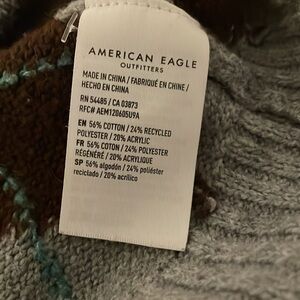 AMERICAN EAGLE
OUTFITTERS
MADE IN CHINA / FABRIQUÉ EN CHINE /
HECHO EN CHINA
RN 54485 / CA 03873
RFC# AEM120605U9A
EN 56% COTTON / 24% RECYCLED
POLYESTER / 20% ACRYLIC
FR 56% COTON / 24% POLYESTER
RÉGÉNÉRÉ / 20% ACRYLIQUE
SP 56% algodón / 24% poliéster
reciclado / 20% acrílico